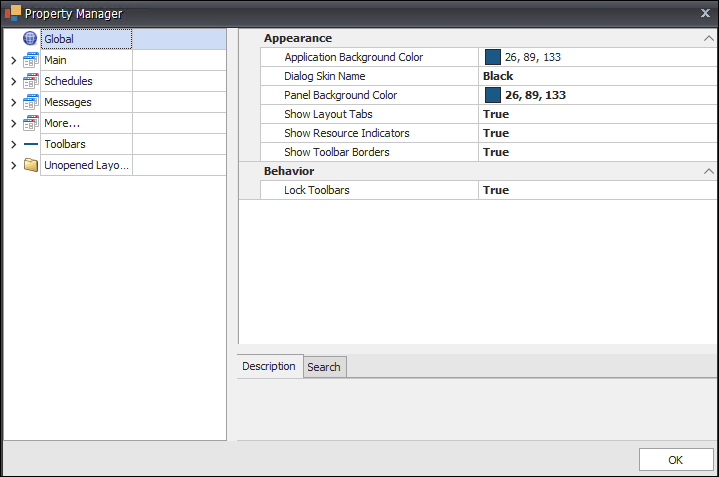 Property Manager
Global
Main
Schedules
Messages
More...
Toolbars
Unopened Layo...
Appearance
Application Background Color 26, 89, 133
Dialog Skin Name Black
Panel Background Color 26, 89, 133
Show Layout Tabs True
Show Resource Indicators True
Show Toolbar Borders True
Behavior
Lock Toolbars True
Description Search
OK